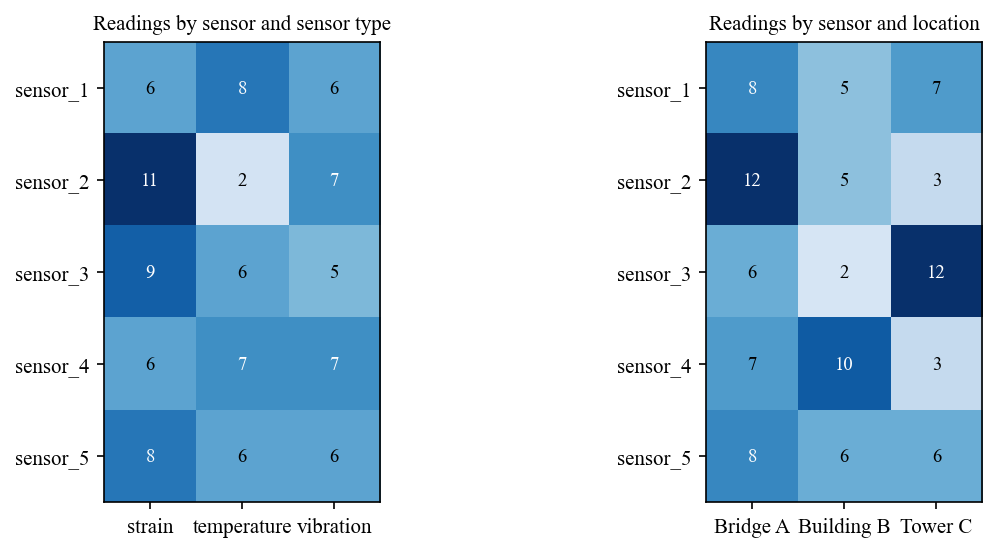 Readings by sensor and sensor type
sensor_1 6 8 6
sensor_2 11 2 7
sensor_3 9 6 5
sensor_4 6 7 7
sensor_5 8 6 6
strain temperature vibration
Readings by sensor and location
sensor_1 8 5 7
sensor_2 12 5 3
sensor_3 6 2 12
sensor_4 7 10 3
sensor_5 8 6 6
Bridge A Building B Tower C